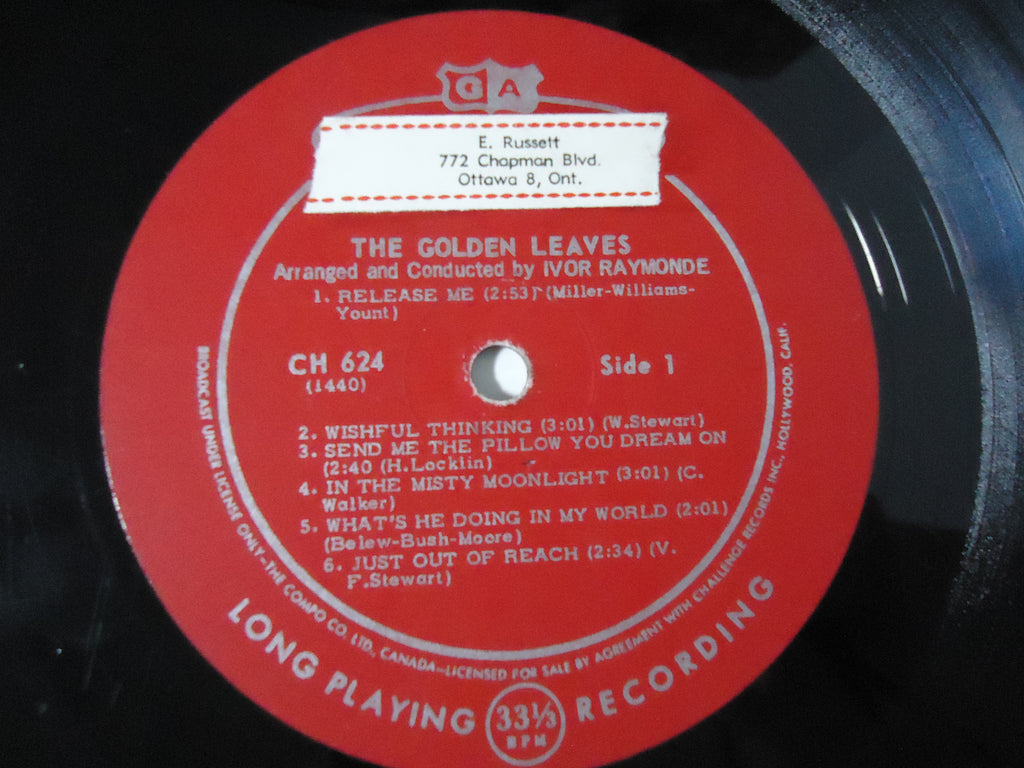 G A
E. Russett
772 Chapman Blvd.
Ottawa 8, Ont.
THE GOLDEN LEAVES
Arranged and Conducted by IVOR RAYMONDE
1. RELEASE ME (2:53) (Miller-Williams-
Yount)
CH 624
(1440)
Side 1
2. WISHFUL THINKING (3:01) (W.Stewart)
3. SEND ME THE PILLOW YOU DREAM ON
(2:40 (H.Locklin)
4. IN THE MISTY MOONLIGHT (3:01) (C.
Walker)
5. WHAT'S HE DOING IN MY WORLD (2:01)
(Belew-Bush-Moore)
6. JUST OUT OF REACH (2:34) (V.
F.Stewart)
BROADCAST UNDER LICENSE ONLY–THE COMPO CO. LTD. CANADA–LICENSED FOR SALE BY AGREEMENT WITH CHALLENGE RECORDS INC., HOLLYWOOD, CALIF.
LONG PLAYING 33⅓ RPM RECORDING